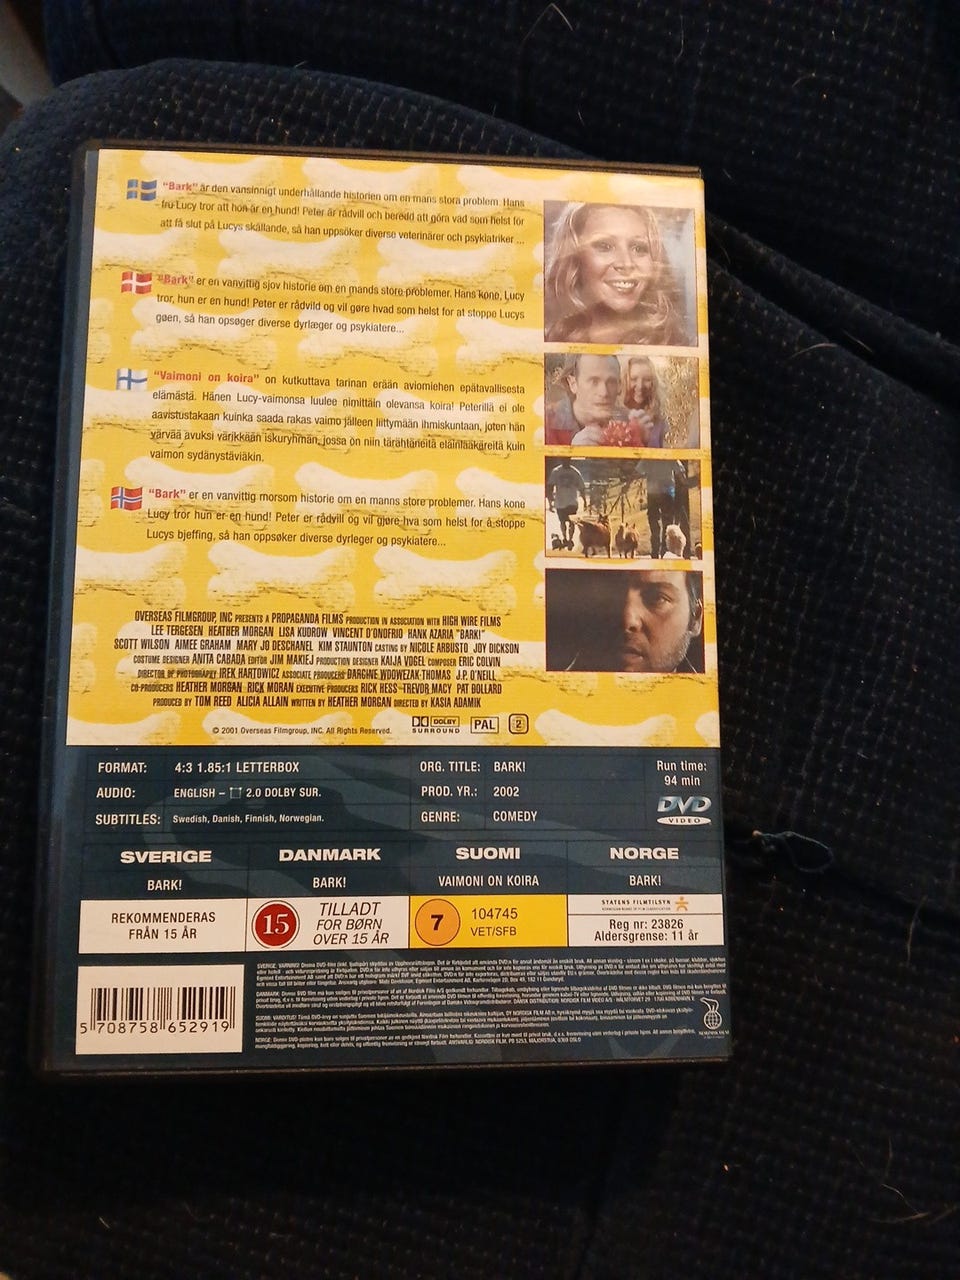 "Bark" är den vansinnigt underhållande historien om en mans stora problem. Hans
fru Lucy tror att hon är en hund! Peter är rådvill och beredd att göra vad som helst för
att få slut på Lucys skällande, så han uppsöker diverse veterinärer och psykiatriker ...
"Bark" er en vanvittig sjov historie om en mands store problemer. Hans kone, Lucy
tror, hun er en hund! Peter er rådvild og vil gøre hvad som helst for at stoppe Lucys
gøen, så han opsøger diverse dyrlæger og psykiatere...
"Vaimoni on koira" on kutkuttava tarinan erään aviomiehen epätavallisesta
elämästä. Hänen Lucy-vaimonsa luulee nimittäin olevansa koira! Peterillä ei ole
aavistustakaan kuinka saada rakas vaimo jälleen liittymään ihmiskuntaan, joten hän
värvää avuksi värikkään iskuryhmän, jossa on niin tärähtäneitä eläinlääkäreitä kuin
vaimon sydänystäviäkin.
"Bark" er en vanvittig morsom historie om en manns store problemer. Hans kone
Lucy tror hun er en hund! Peter er rådvill og vil gjøre hva som helst for å stoppe
Lucys bjeffing, så han oppsøker diverse dyrleger og psykiatere...
OVERSEAS FILMGROUP, INC PRESENTS A PROPAGANDA FILMS PRODUCTION IN ASSOCIATION WITH HIGH WIRE FILMS
LEE TERGESEN HEATHER MORGAN LISA KUDROW VINCENT D'ONOFRIO HANK AZARIA "BARK!"
SCOTT WILSON AIMEE GRAHAM MARY JO DESCHANEL KIM STAUNTON CASTING BY NICOLE ARBUSTO JOY DICKSON
COSTUME DESIGNER ANITA CABADA EDITOR JIM MAKIEJ PRODUCTION DESIGNER KAIJA VOGEL COMPOSER ERIC COLVIN
DIRECTOR OF PHOTOGRAPHY IREK HARTOWICZ ASSOCIATE PRODUCERS DARCINE WDOWEZAK-THOMAS J.P. O'NEILL
CO-PRODUCERS HEATHER MORGAN RICK MORAN EXECUTIVE PRODUCERS RICK HESS TREVOR MACY PAT DOLLARD
PRODUCED BY TOM REED ALICIA ALLAIN WRITTEN BY HEATHER MORGAN DIRECTED BY KASIA ADAMIK
© 2001 Overseas Filmgroup, INC. All Rights Reserved.
DOLBY SURROUND PAL 2
FORMAT: 4:3 1.85:1 LETTERBOX
AUDIO: ENGLISH – 2.0 DOLBY SUR.
SUBTITLES: Swedish, Danish, Finnish, Norwegian.
ORG. TITLE: BARK!
PROD. YR.: 2002
GENRE: COMEDY
Run time:
94 min
DVD
VIDEO
SVERIGE DANMARK SUOMI NORGE
BARK! BARK! VAIMONI ON KOIRA BARK!
REKOMMENDERAS
FRÅN 15 ÅR
15
TILLADT
FOR BØRN
OVER 15 ÅR
7
104745
VET/SFB
STATENS FILMTILSYN
Reg nr: 23826
Aldersgrense: 11 år
5 708758 652919